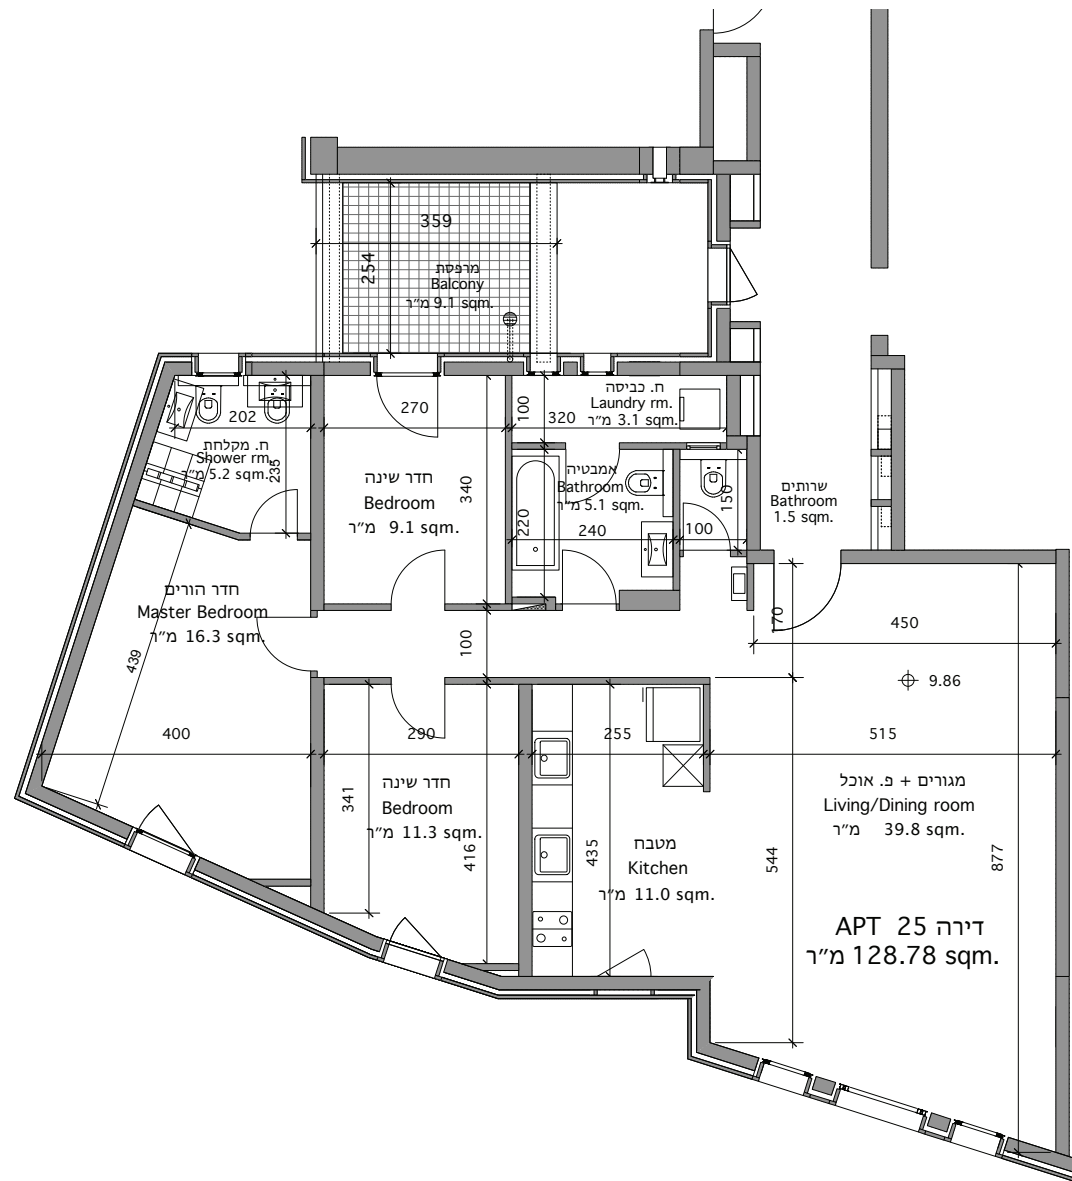 359
254
מרפסת
Balcony
9.1 sqm. מ״ר
ח. כביסה
Laundry rm.
3.1 sqm. מ״ר
100
320
202
ח. מקלחת
Shower rm.
5.2 sqm. מ״ר
235
270
חדר שינה
Bedroom
9.1 sqm. מ״ר
340
אמבטיה
Bathroom
5.1 sqm. מ״ר
220
240
150
100
שרותים
Bathroom
1.5 sqm.
חדר הורים
Master Bedroom
16.3 sqm. מ״ר
439
400
100
170
450
9.86
290
חדר שינה
Bedroom
11.3 sqm. מ״ר
341
416
255
435
מטבח
Kitchen
11.0 sqm. מ״ר
515
מגורים + פ. אוכל
Living/Dining room
39.8 sqm. מ״ר
544
877
דירה 25 APT
128.78 sqm. מ״ר